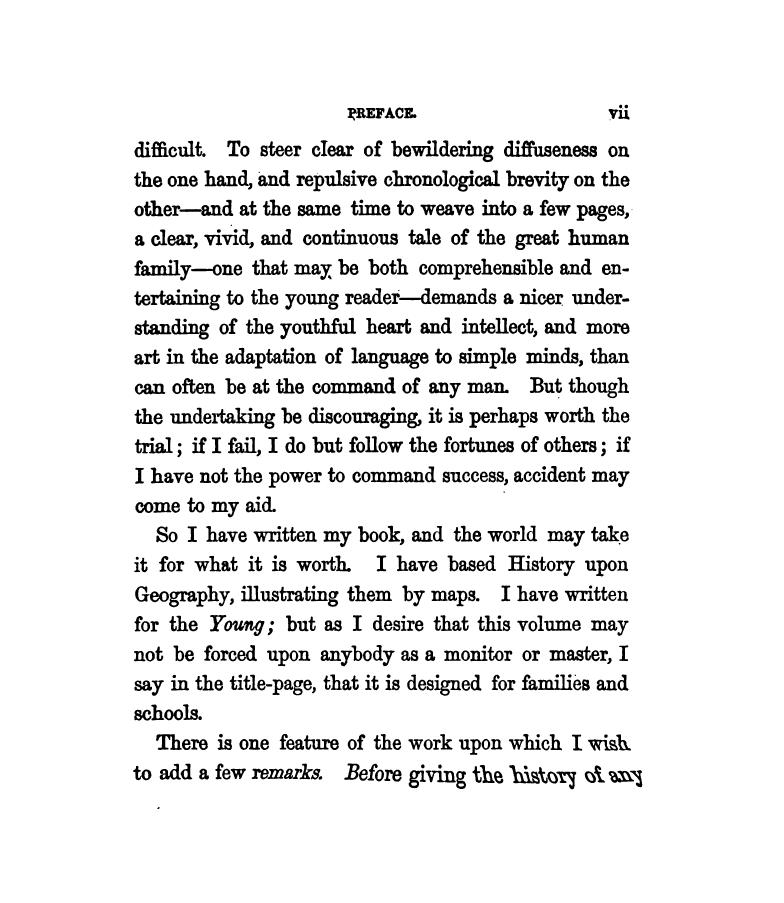 PREFACE. vii
difficult. To steer clear of bewildering diffuseness on
the one hand, and repulsive chronological brevity on the
other—and at the same time to weave into a few pages,
a clear, vivid, and continuous tale of the great human
family—one that may be both comprehensible and en-
tertaining to the young reader—demands a nicer under-
standing of the youthful heart and intellect, and more
art in the adaptation of language to simple minds, than
can often be at the command of any man. But though
the undertaking be discouraging, it is perhaps worth the
trial; if I fail, I do but follow the fortunes of others; if
I have not the power to command success, accident may
come to my aid.
So I have written my book, and the world may take
it for what it is worth. I have based History upon
Geography, illustrating them by maps. I have written
for the Young; but as I desire that this volume may
not be forced upon anybody as a monitor or master, I
say in the title-page, that it is designed for families and
schools.
There is one feature of the work upon which I wish
to add a few remarks. Before giving the history of any